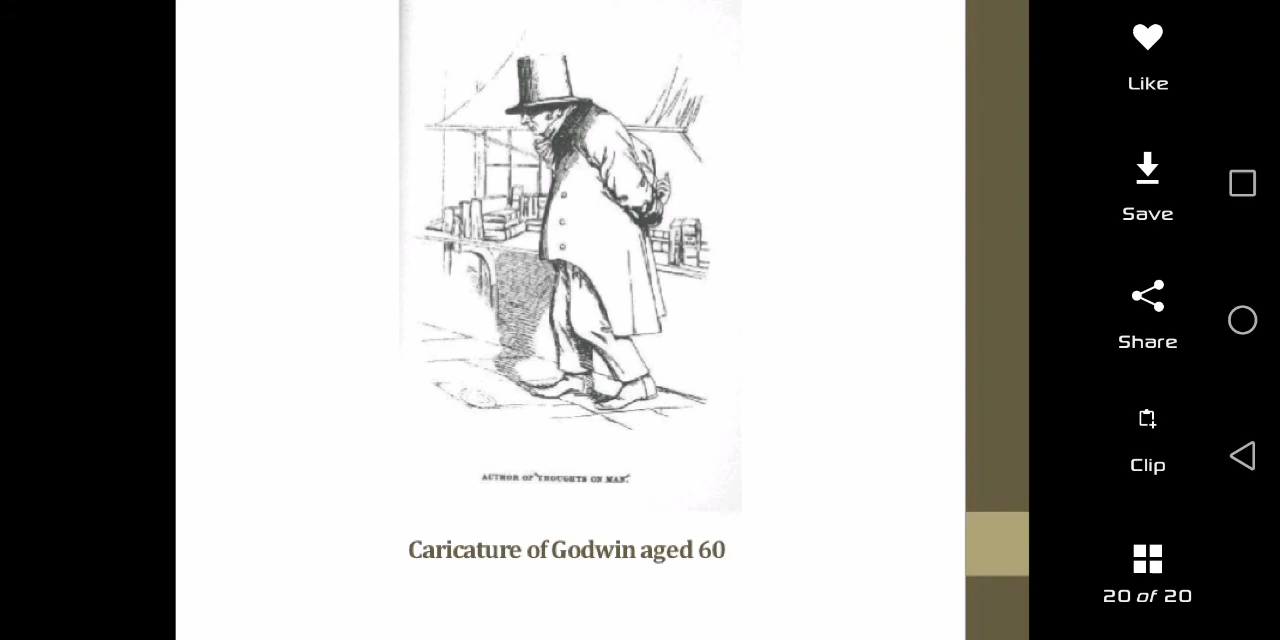 AUTHOR OF "THOUGHTS ON MAN."
Caricature of Godwin aged 60
Like
Save
Share
Clip
20 of 20